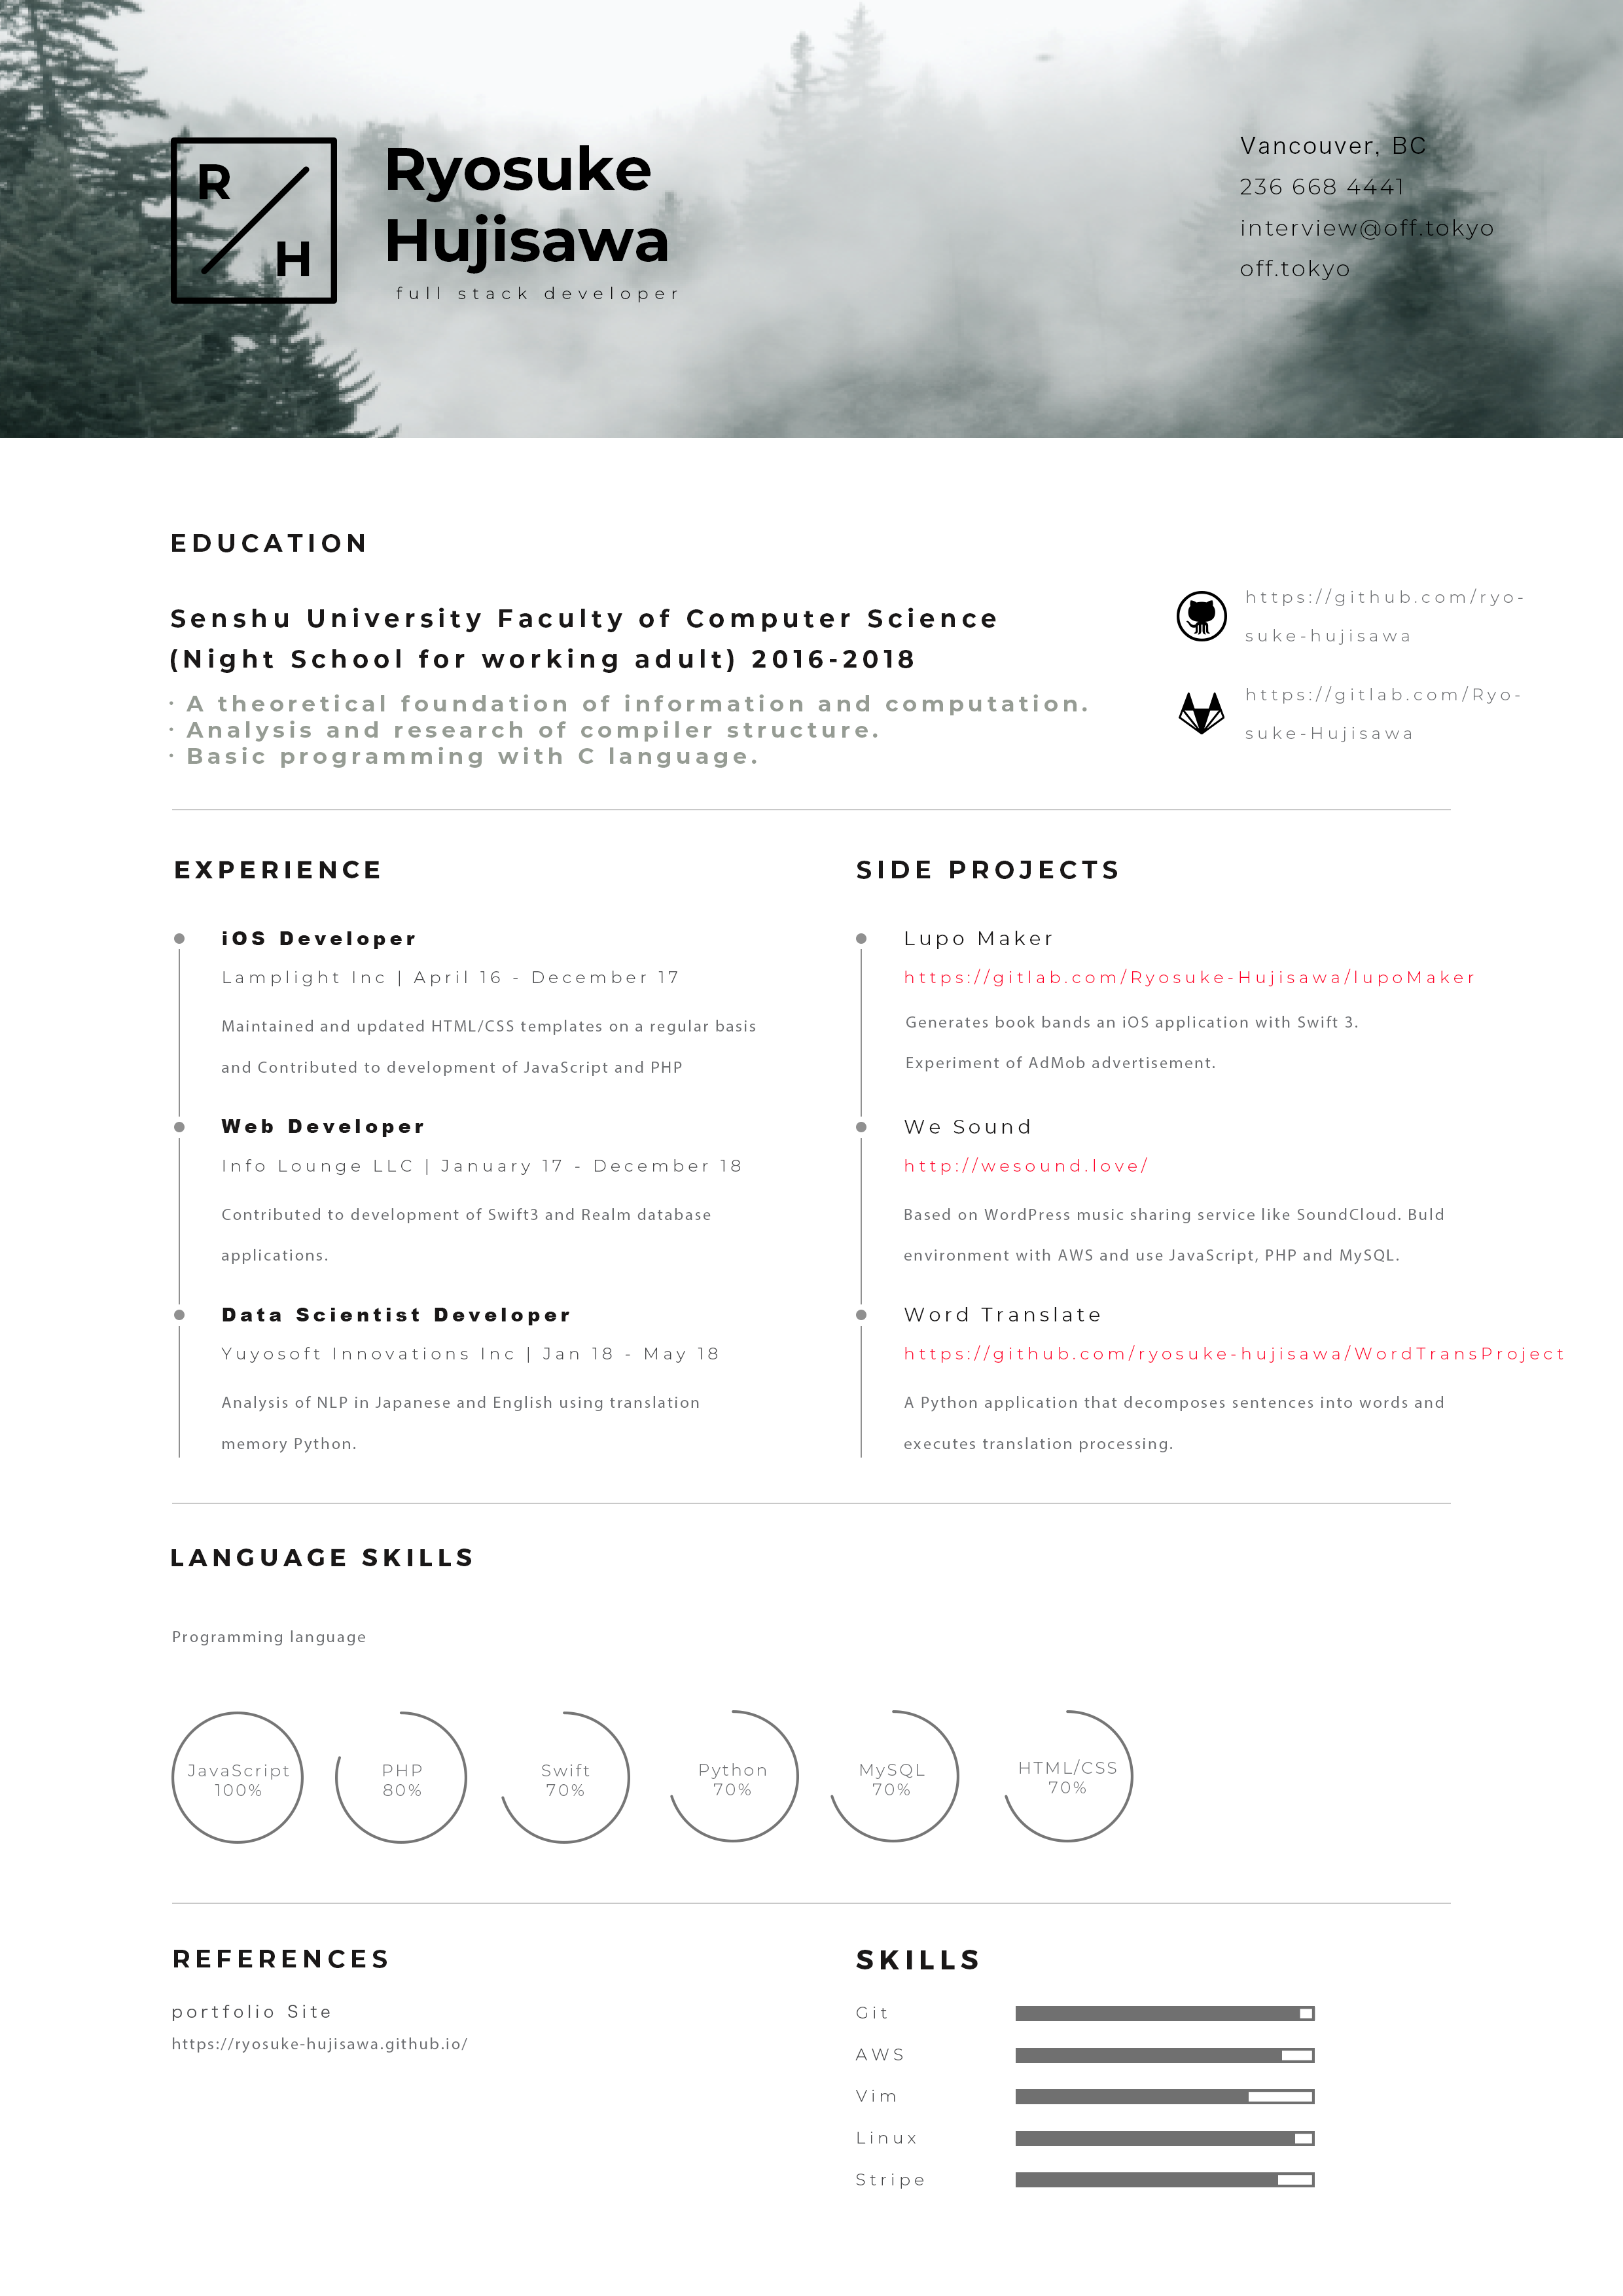 R
H
Ryosuke
Hujisawa
full stack developer
Vancouver, BC
236 668 4441
interview@off.tokyo
off.tokyo
EDUCATION
Senshu University Faculty of Computer Science
(Night School for working adult) 2016-2018
· A theoretical foundation of information and computation.
· Analysis and research of compiler structure.
· Basic programming with C language.
https://github.com/ryo-
suke-hujisawa
https://gitlab.com/Ryo-
suke-Hujisawa
EXPERIENCE
iOS Developer
Lamplight Inc | April 16 - December 17
Maintained and updated HTML/CSS templates on a regular basis
and Contributed to development of JavaScript and PHP
Web Developer
Info Lounge LLC | January 17 - December 18
Contributed to development of Swift3 and Realm database
applications.
Data Scientist Developer
Yuyosoft Innovations Inc | Jan 18 - May 18
Analysis of NLP in Japanese and English using translation
memory Python.
SIDE PROJECTS
Lupo Maker
https://gitlab.com/Ryosuke-Hujisawa/lupoMaker
Generates book bands an iOS application with Swift 3.
Experiment of AdMob advertisement.
We Sound
http://wesound.love/
Based on WordPress music sharing service like SoundCloud. Buld
environment with AWS and use JavaScript, PHP and MySQL.
Word Translate
https://github.com/ryosuke-hujisawa/WordTransProject
A Python application that decomposes sentences into words and
executes translation processing.
LANGUAGE SKILLS
Programming language
JavaScript
100%
PHP
80%
Swift
70%
Python
70%
MySQL
70%
HTML/CSS
70%
REFERENCES
portfolio Site
https://ryosuke-hujisawa.github.io/
SKILLS
Git
AWS
Vim
Linux
Stripe